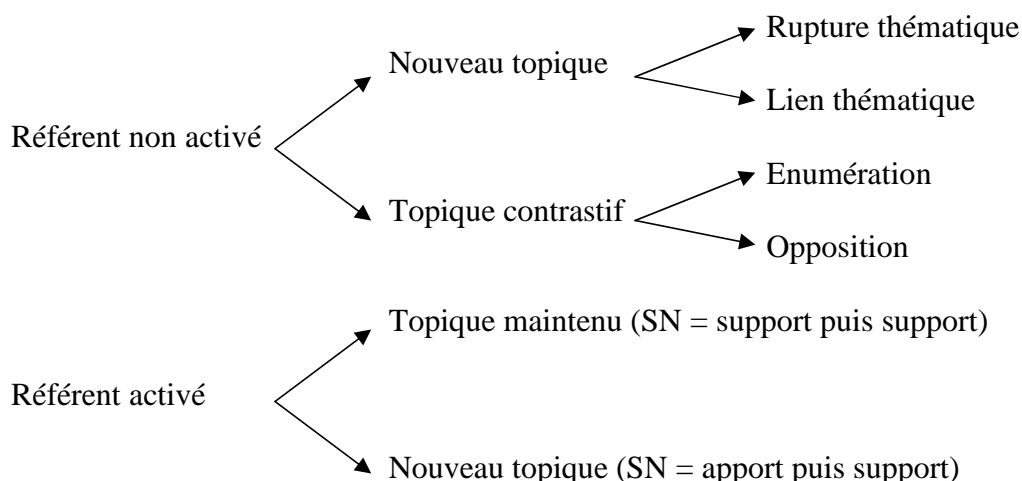 Rupture thématique
Nouveau topique
Lien thématique
Référent non activé
Enumération
Topique contrastif
Opposition
Topique maintenu (SN = support puis support)
Référent activé
Nouveau topique (SN = apport puis support)